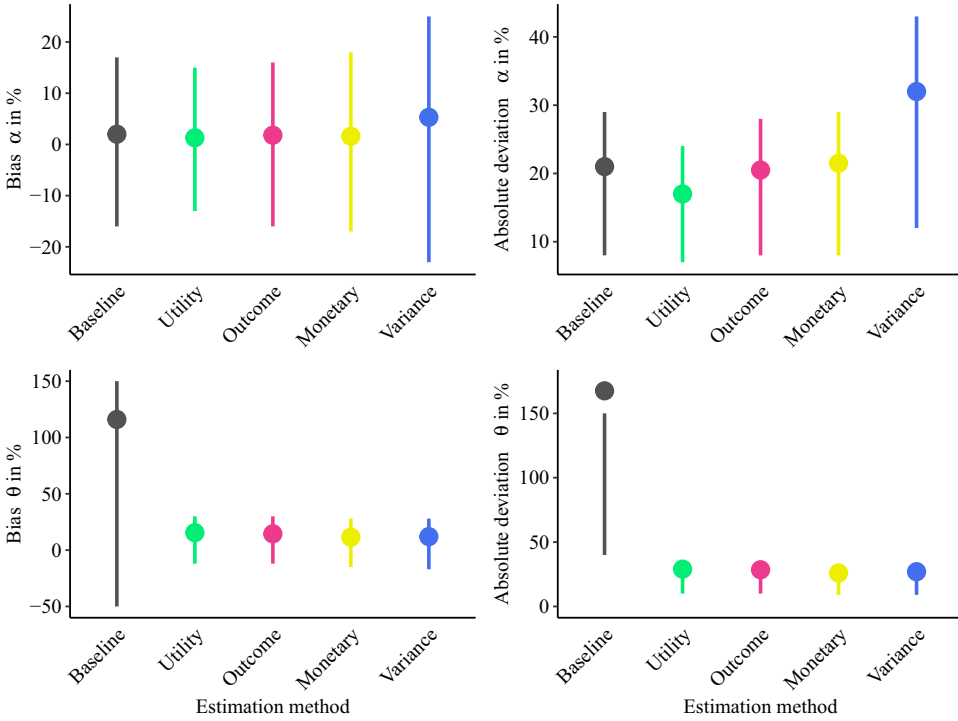 Bias α in %
20
10
0
−10
−20
Baseline
Utility
Outcome
Monetary
Variance
Absolute deviation α in %
40
30
20
10
Baseline
Utility
Outcome
Monetary
Variance
Bias θ in %
150
100
50
0
−50
Baseline
Utility
Outcome
Monetary
Variance
Estimation method
Absolute deviation θ in %
150
100
50
0
Baseline
Utility
Outcome
Monetary
Variance
Estimation method